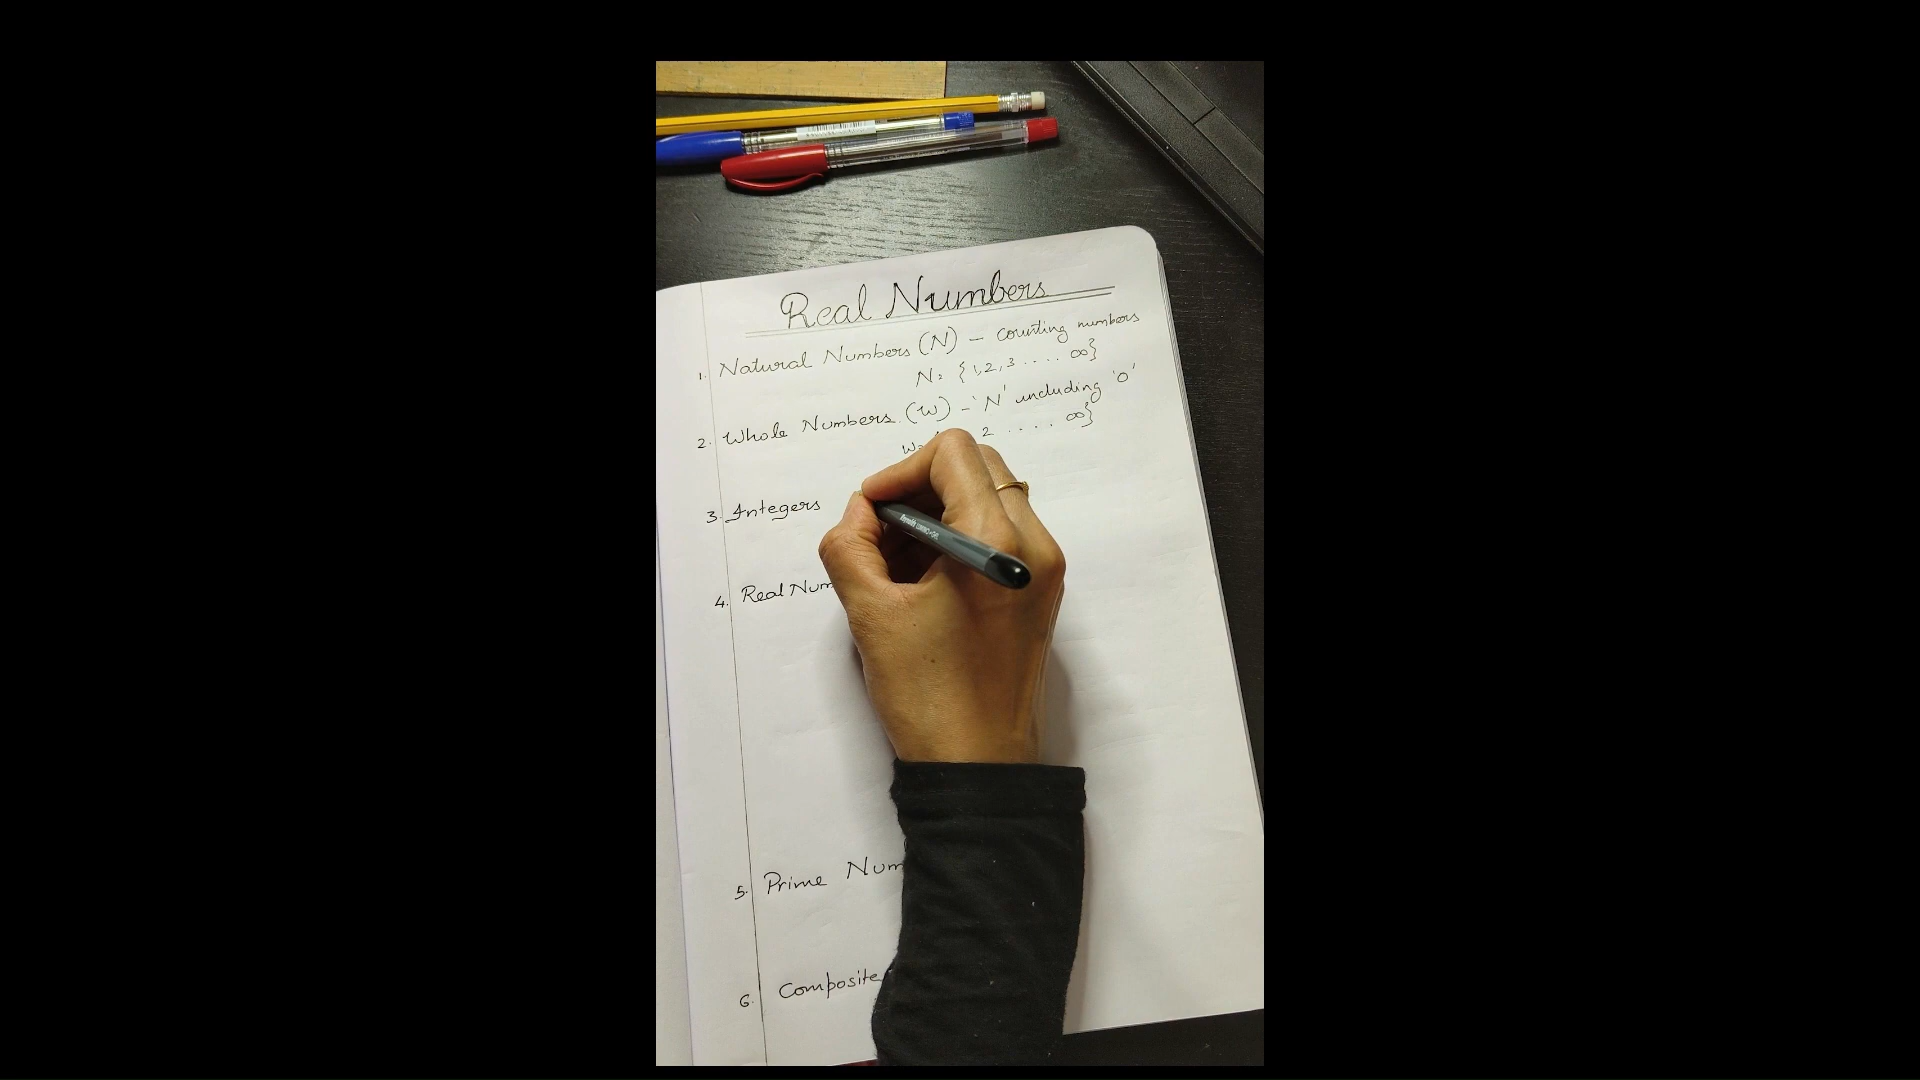 Real Numbers
1. Natural Numbers (N) – Counting numbers
N = {1, 2, 3 .... ∞}
2. Whole Numbers. (W) – 'N' including '0'
W= 2 .... ∞}
3. Integers
4. Real Num
5. Prime Num
6. Composite